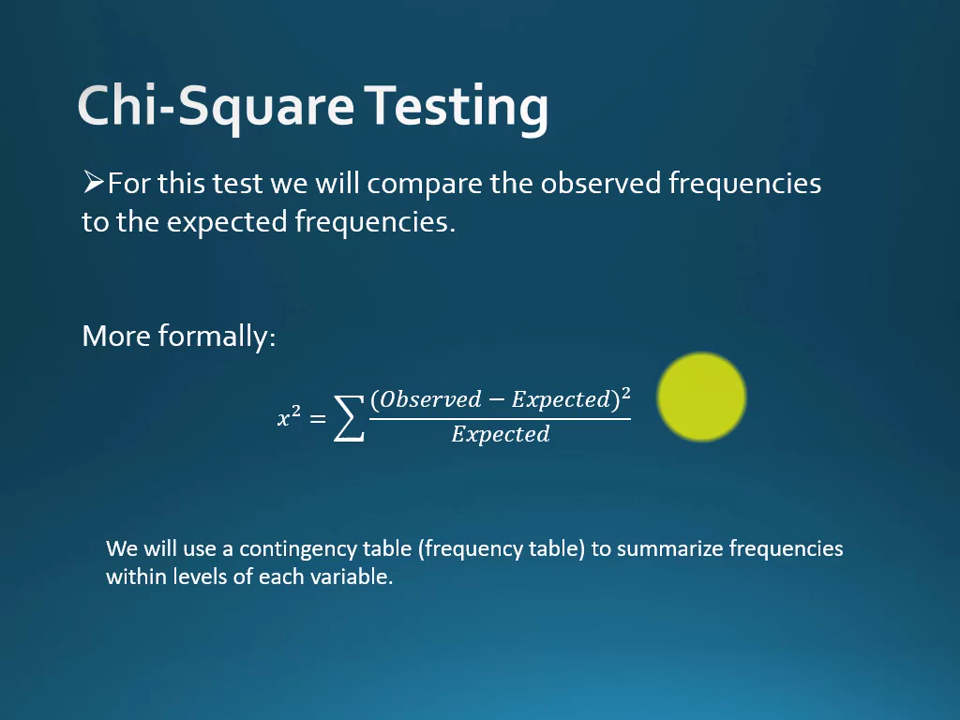 Chi-Square Testing
➢For this test we will compare the observed frequencies
to the expected frequencies.
More formally:
x² = ∑ (Observed − Expected)² / Expected
We will use a contingency table (frequency table) to summarize frequencies
within levels of each variable.